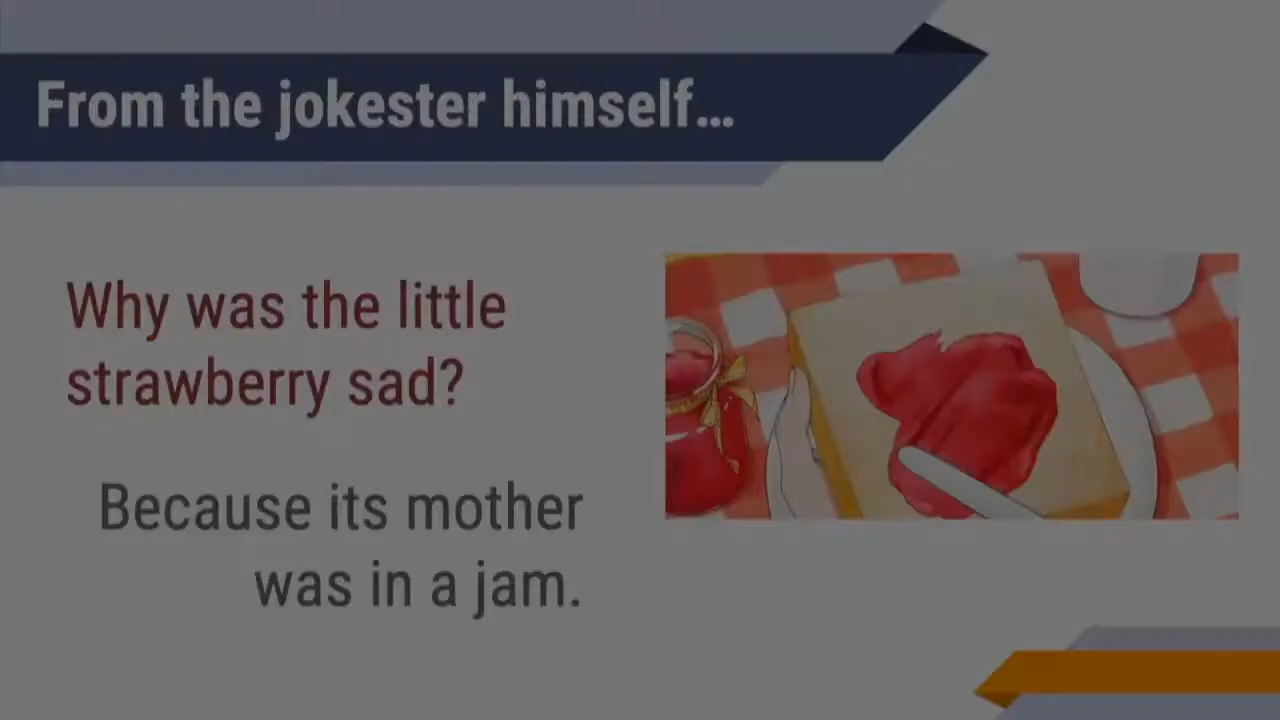 From the jokester himself…
Why was the little
strawberry sad?
Because its mother
was in a jam.